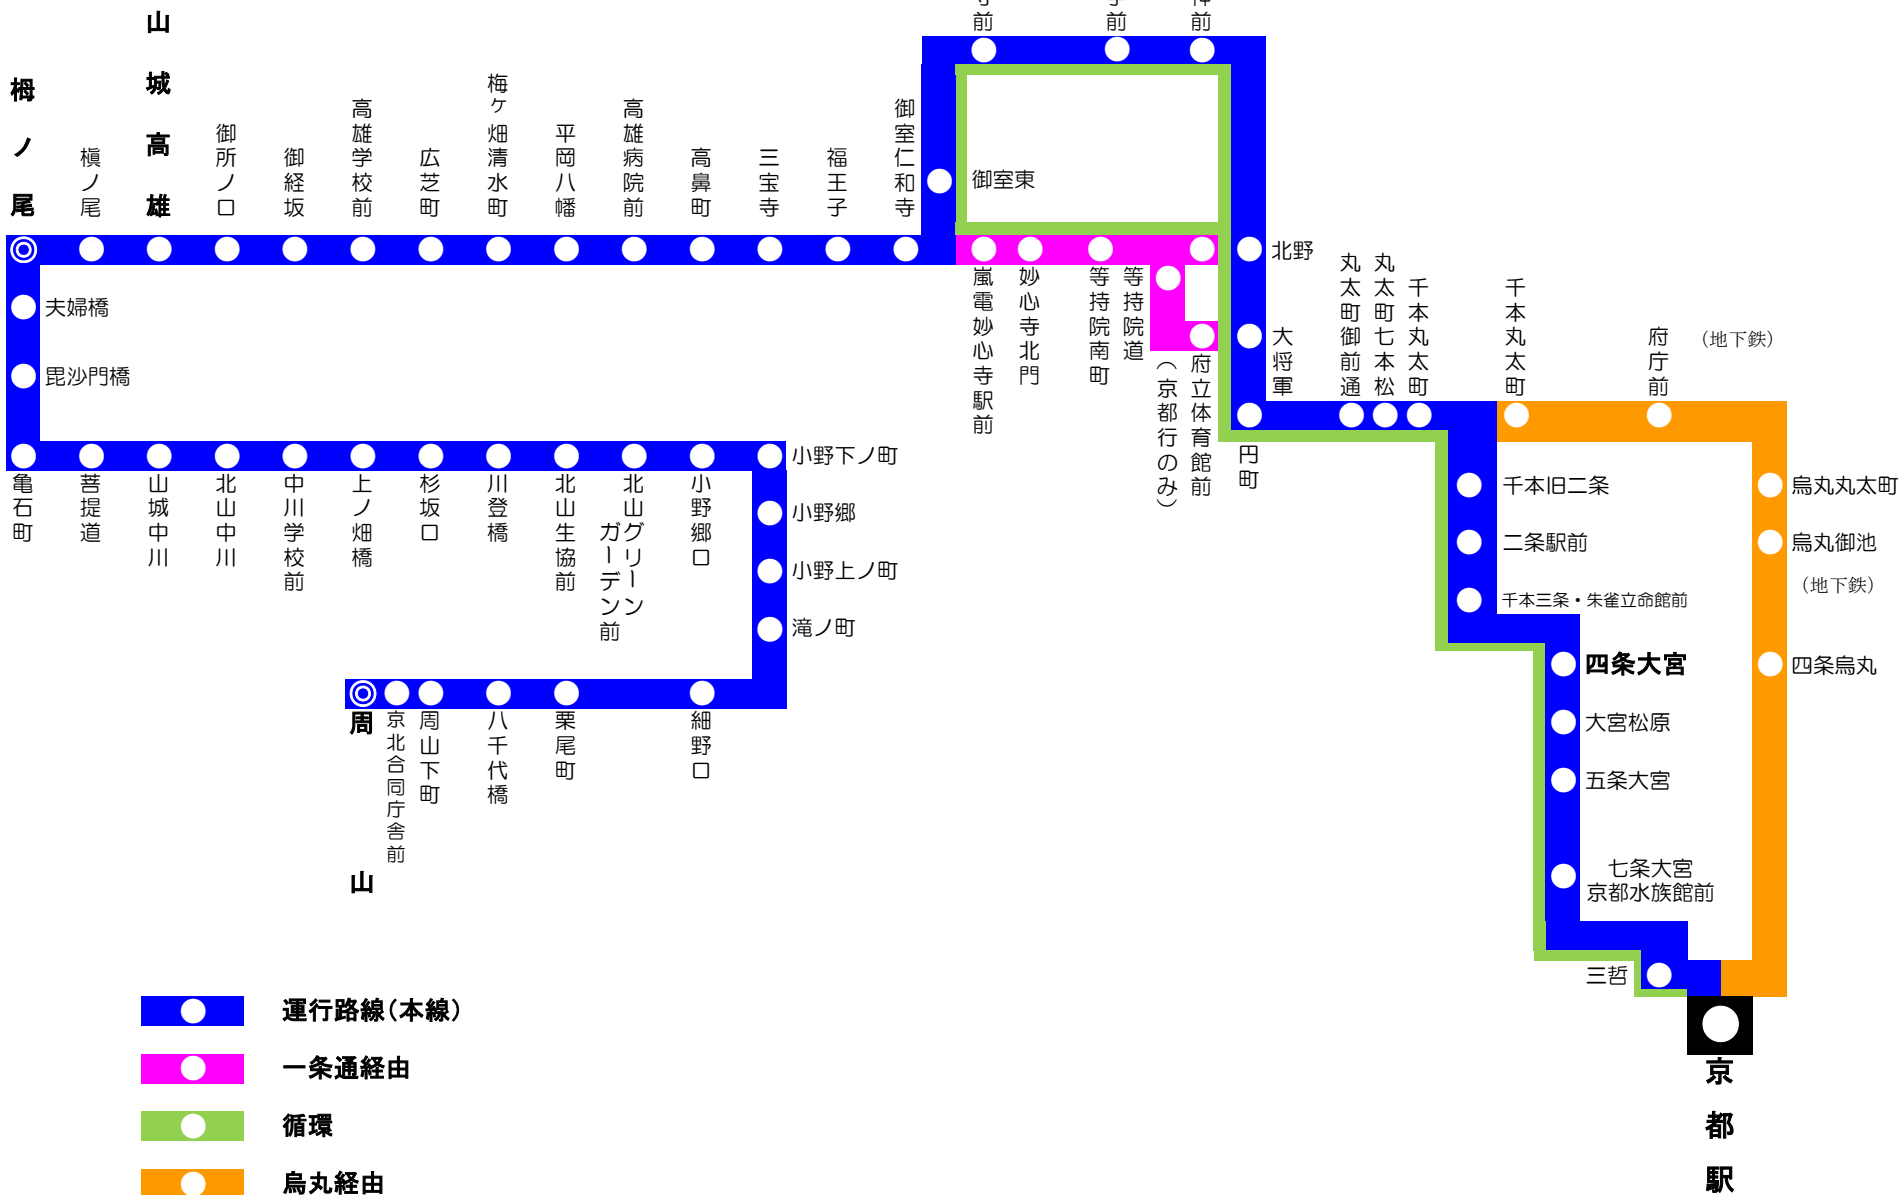 栂ノ尾
槇ノ尾
山城高雄
御所ノ口
御経坂
高雄学校前
広芝町
梅ケ畑清水町
平岡八幡
高雄病院前
高鼻町
三宝寺
福王子
御室仁和寺
御室東
前
前
前
北野
大将軍
円町
嵐電妙心寺駅前
妙心寺北門
等持院南町
等持院道
(京都行のみ)
府立体育館前
丸太町御前通
丸太町七本松
千本丸太町
千本丸太町
府庁前
(地下鉄)
千本旧二条
二条駅前
千本三条・朱雀立命館前
四条大宮
大宮松原
五条大宮
七条大宮
京都水族館前
三哲
烏丸丸太町
烏丸御池
(地下鉄)
四条烏丸
京都駅
夫婦橋
毘沙門橋
亀石町
菩提道
山城中川
北山中川
中川学校前
上ノ畑橋
杉坂口
川登橋
北山生協前
北山グリーン
ガーデン前
小野郷口
小野下ノ町
小野郷
小野上ノ町
滝ノ町
細野口
栗尾町
八千代橋
周山下町
京北合同庁舎前
周山
運行路線(本線)
一条通経由
循環
烏丸経由